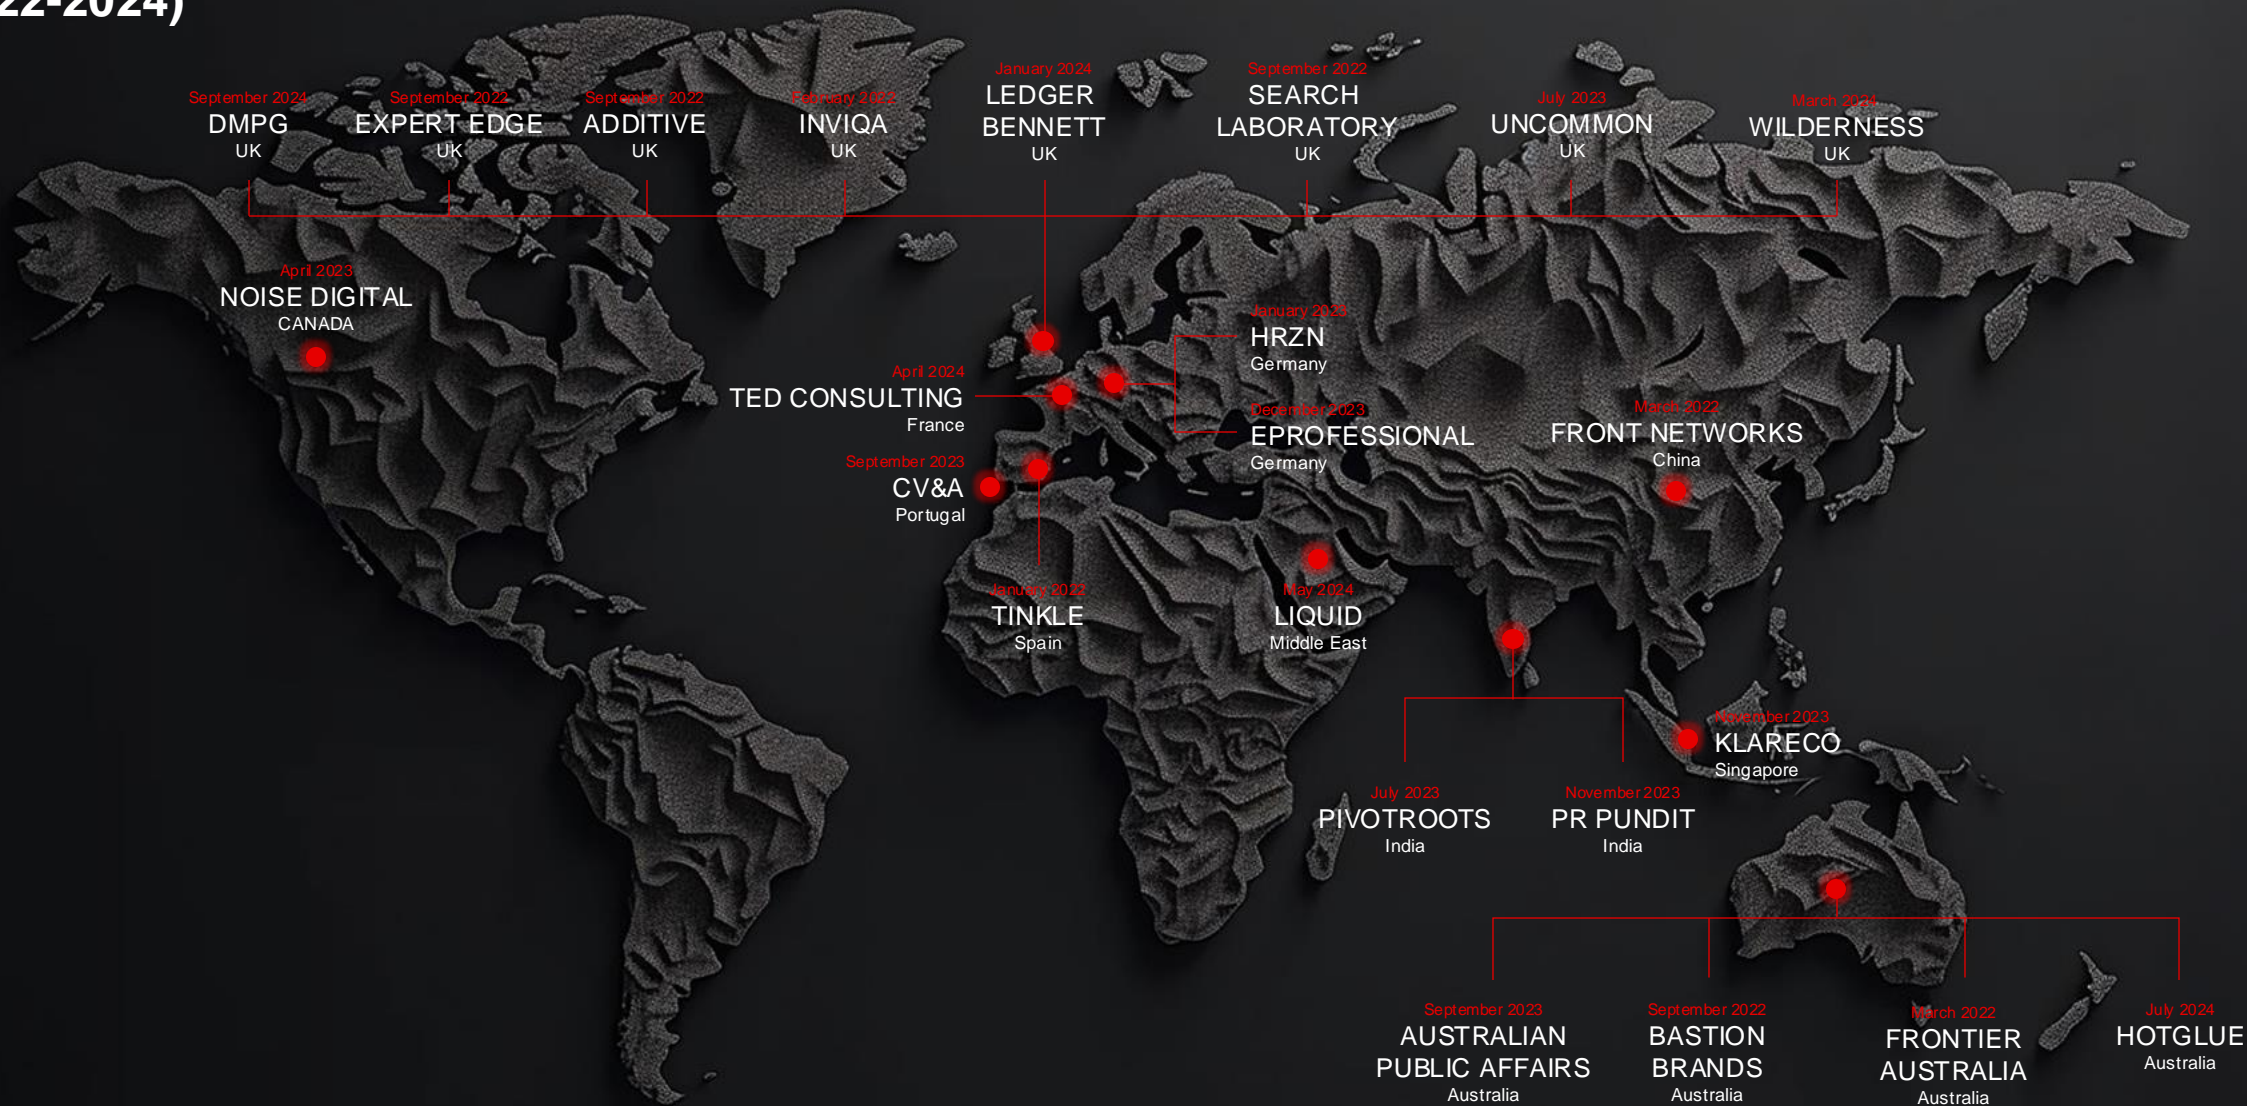 22-2024)
September 2024
DMPG
UK
September 2022
EXPERT EDGE
UK
September 2022
ADDITIVE
UK
February 2022
INVIQA
UK
January 2024
LEDGER
BENNETT
UK
September 2022
SEARCH
LABORATORY
UK
July 2023
UNCOMMON
UK
March 2024
WILDERNESS
UK
April 2023
NOISE DIGITAL
CANADA
January 2023
HRZN
Germany
April 2024
TED CONSULTING
France
December 2023
EPROFESSIONAL
Germany
March 2022
FRONT NETWORKS
China
September 2023
CV&A
Portugal
January 2022
TINKLE
Spain
May 2024
LIQUID
Middle East
November 2023
KLARECO
Singapore
July 2023
PIVOTROOTS
India
November 2023
PR PUNDIT
India
September 2023
AUSTRALIAN
PUBLIC AFFAIRS
Australia
September 2022
BASTION
BRANDS
Australia
March 2022
FRONTIER
AUSTRALIA
Australia
July 2024
HOTGLUE
Australia